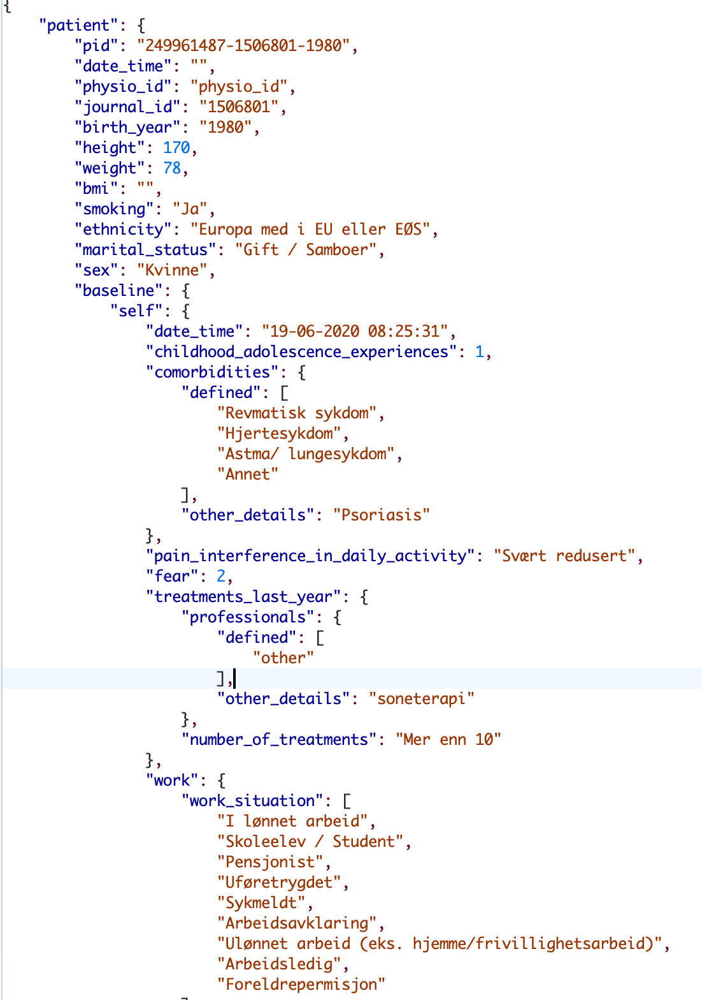 {
    "patient": {
        "pid": "249961487-1506801-1980",
        "date_time": "",
        "physio_id": "physio_id",
        "journal_id": "1506801",
        "birth_year": "1980",
        "height": 170,
        "weight": 78,
        "bmi": "",
        "smoking": "Ja",
        "ethnicity": "Europa med i EU eller EØS",
        "marital_status": "Gift / Samboer",
        "sex": "Kvinne",
        "baseline": {
            "self": {
                "date_time": "19-06-2020 08:25:31",
                "childhood_adolescence_experiences": 1,
                "comorbidities": {
                    "defined": [
                        "Revmatisk sykdom",
                        "Hjertesykdom",
                        "Astma/ lungesykdom",
                        "Annet"
                    ],
                    "other_details": "Psoriasis"
                },
                "pain_interference_in_daily_activity": "Svært redusert",
                "fear": 2,
                "treatments_last_year": {
                    "professionals": {
                        "defined": [
                            "other"
                        ],
                        "other_details": "soneterapi"
                    },
                    "number_of_treatments": "Mer enn 10"
                },
                "work": {
                    "work_situation": [
                        "I lønnet arbeid",
                        "Skoleelev / Student",
                        "Pensjonist",
                        "Uføretrygdet",
                        "Sykmeldt",
                        "Arbeidsavklaring",
                        "Ulønnet arbeid (eks. hjemme/frivillighetsarbeid)",
                        "Arbeidsledig",
                        "Foreldrepermisjon"